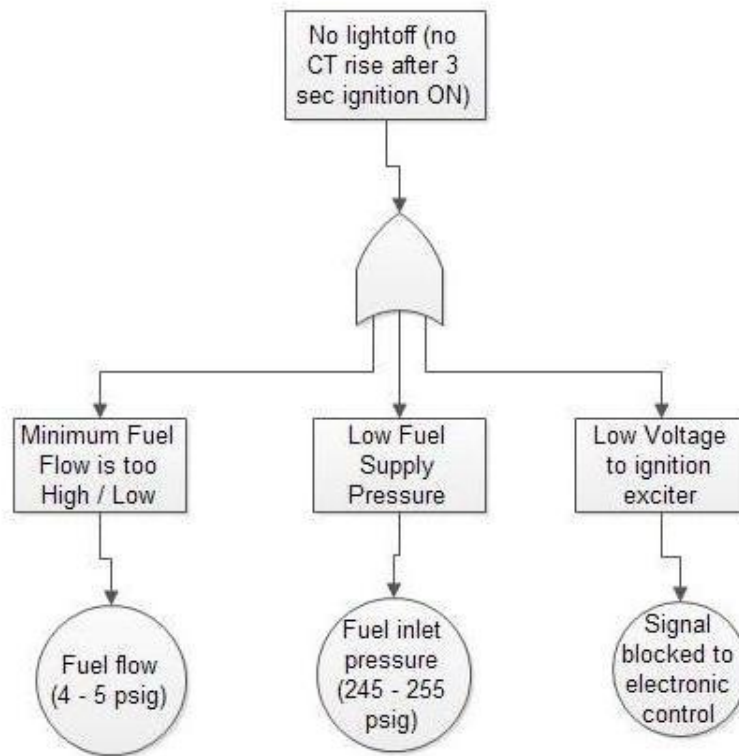 No lightoff (no
CT rise after 3
sec ignition ON)
Minimum Fuel
Flow is too
High / Low
Low Fuel
Supply
Pressure
Low Voltage
to ignition
exciter
Fuel flow
(4 - 5 psig)
Fuel inlet
pressure
(245 - 255
psig)
Signal
blocked to
electronic
control